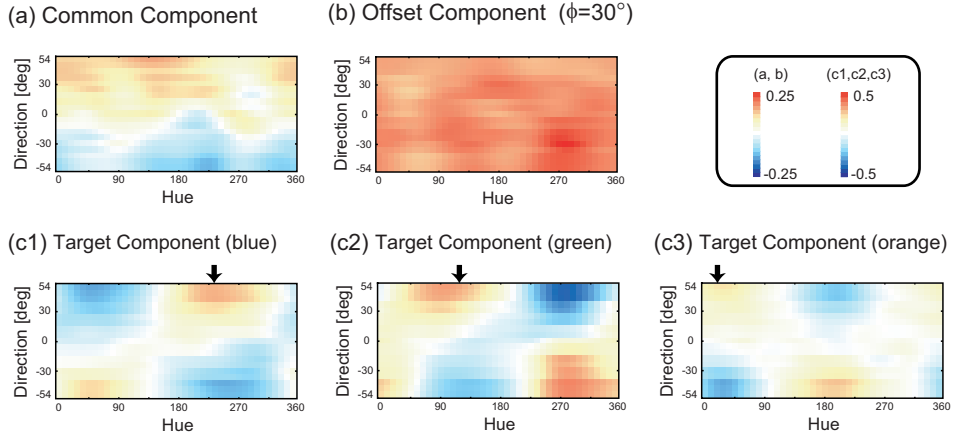 (a) Common Component
(b) Offset Component (ϕ=30°)
Direction [deg]
54
30
0
-30
-54
0 90 180 270 360
Hue
Direction [deg]
54
30
0
-30
-54
0 90 180 270 360
Hue
(a, b) (c1,c2,c3)
0.25 0.5
-0.25 -0.5
(c1) Target Component (blue)
(c2) Target Component (green)
(c3) Target Component (orange)
Direction [deg]
54
30
0
-30
-54
0 90 180 270 360
Hue
Direction [deg]
54
30
0
-30
-54
0 90 180 270 360
Hue
Direction [deg]
54
30
0
-30
-54
0 90 180 270 360
Hue